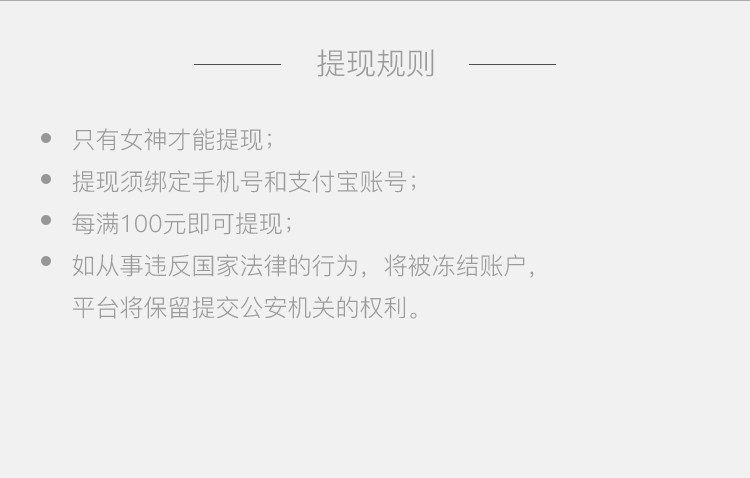 提现规则
只有女神才能提现；
提现须绑定手机号和支付宝账号；
每满100元即可提现；
如从事违反国家法律的行为，将被冻结账户，
平台将保留提交公安机关的权利。